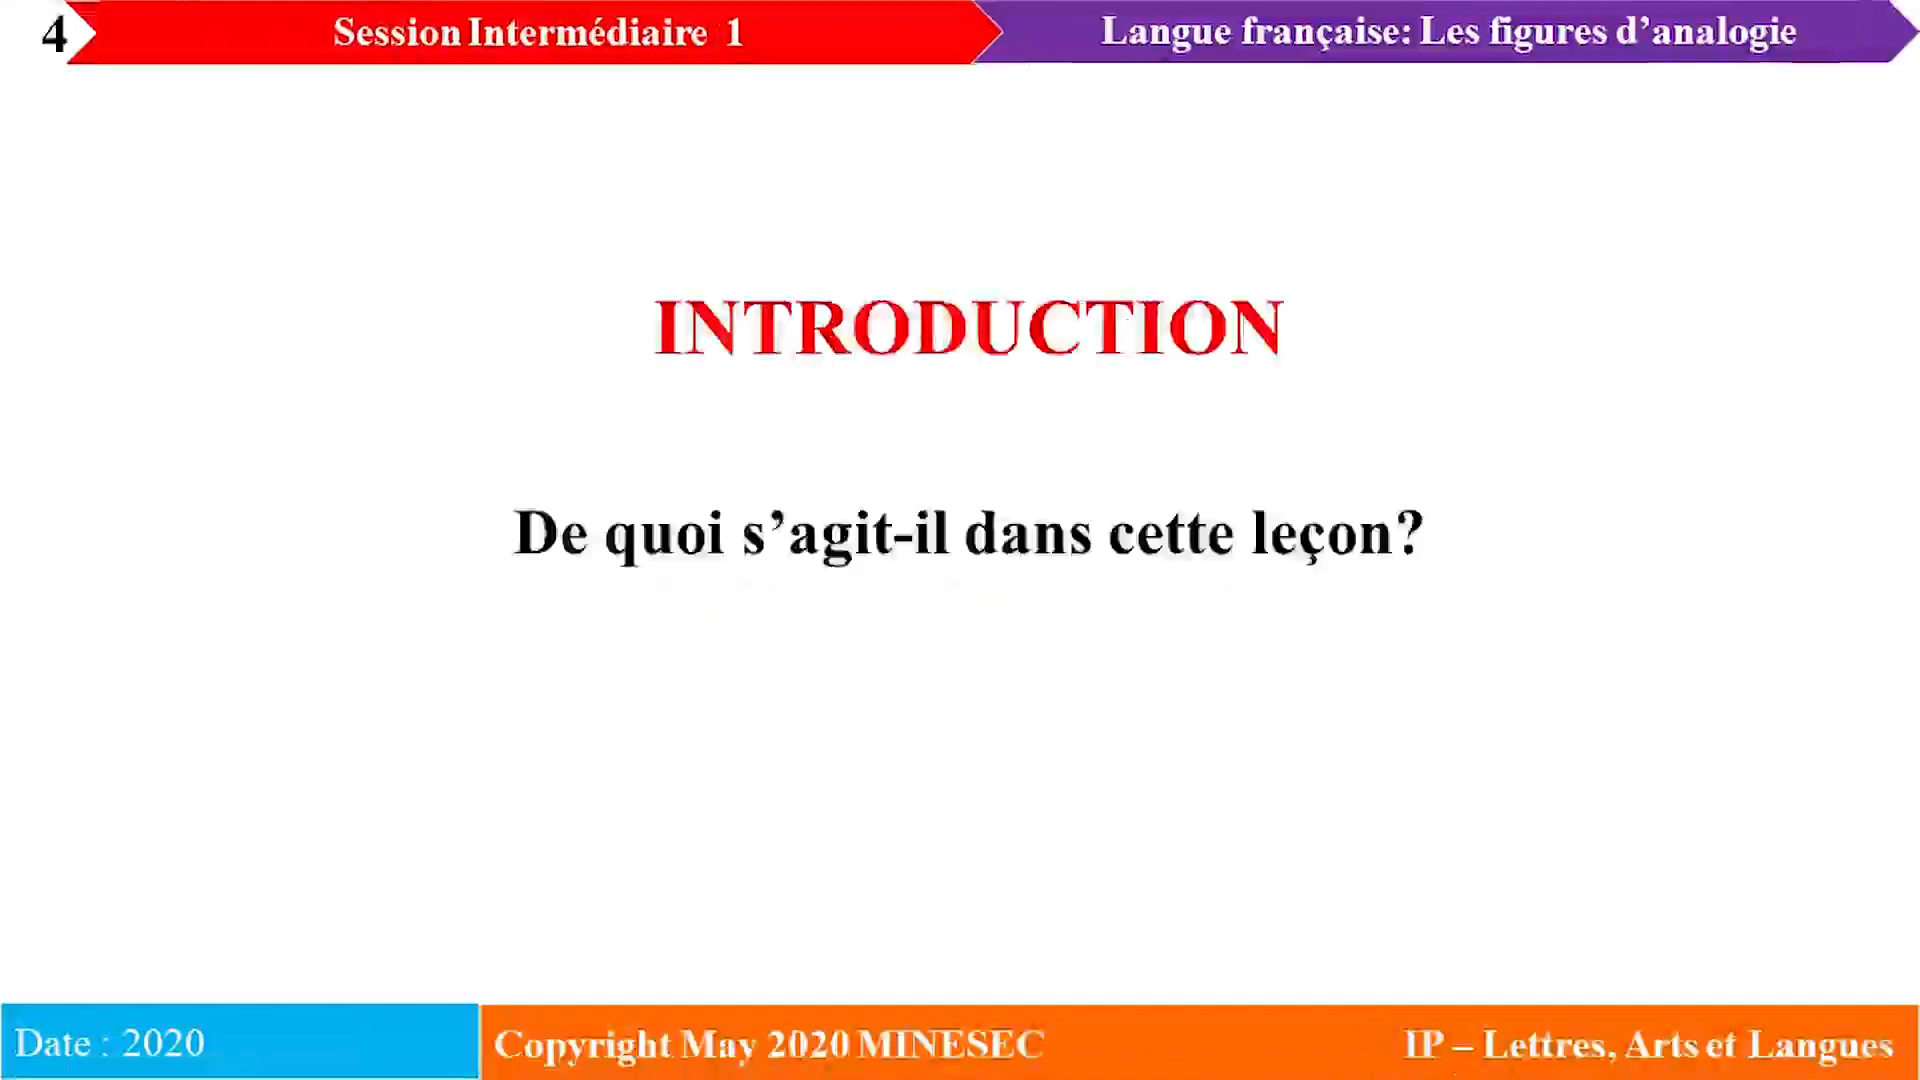 4
Session Intermédiaire 1
Langue française: Les figures d’analogie
INTRODUCTION
De quoi s’agit-il dans cette leçon?
Date : 2020
Copyright May 2020 MINESEC
IP – Lettres, Arts et Langues